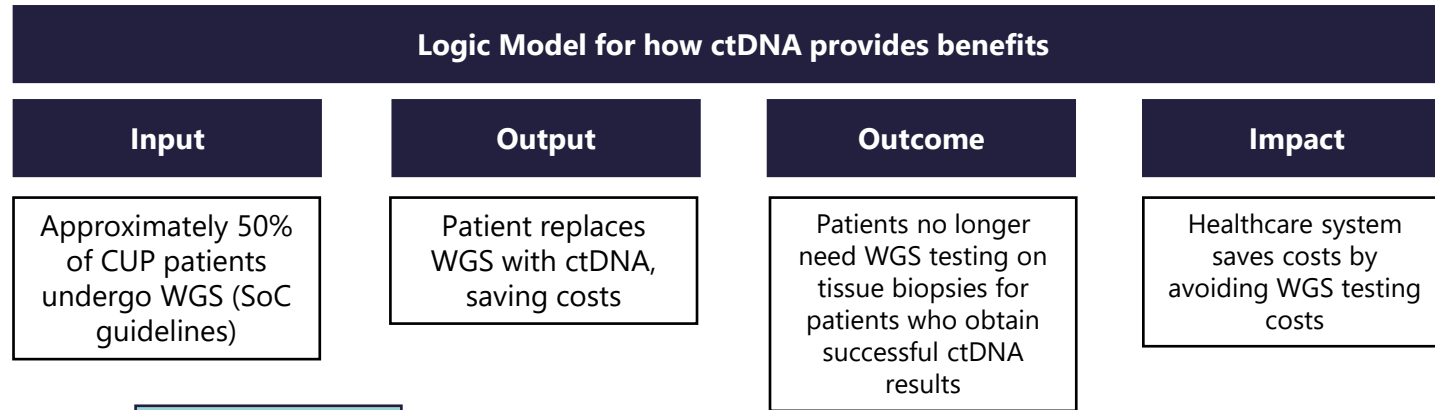 Logic Model for how ctDNA provides benefits
Input
Output
Outcome
Impact
Approximately 50%
of CUP patients
undergo WGS (SoC
guidelines)
Patient replaces
WGS with ctDNA,
saving costs
Patients no longer
need WGS testing on
tissue biopsies for
patients who obtain
successful ctDNA
results
Healthcare system
saves costs by
avoiding WGS testing
costs